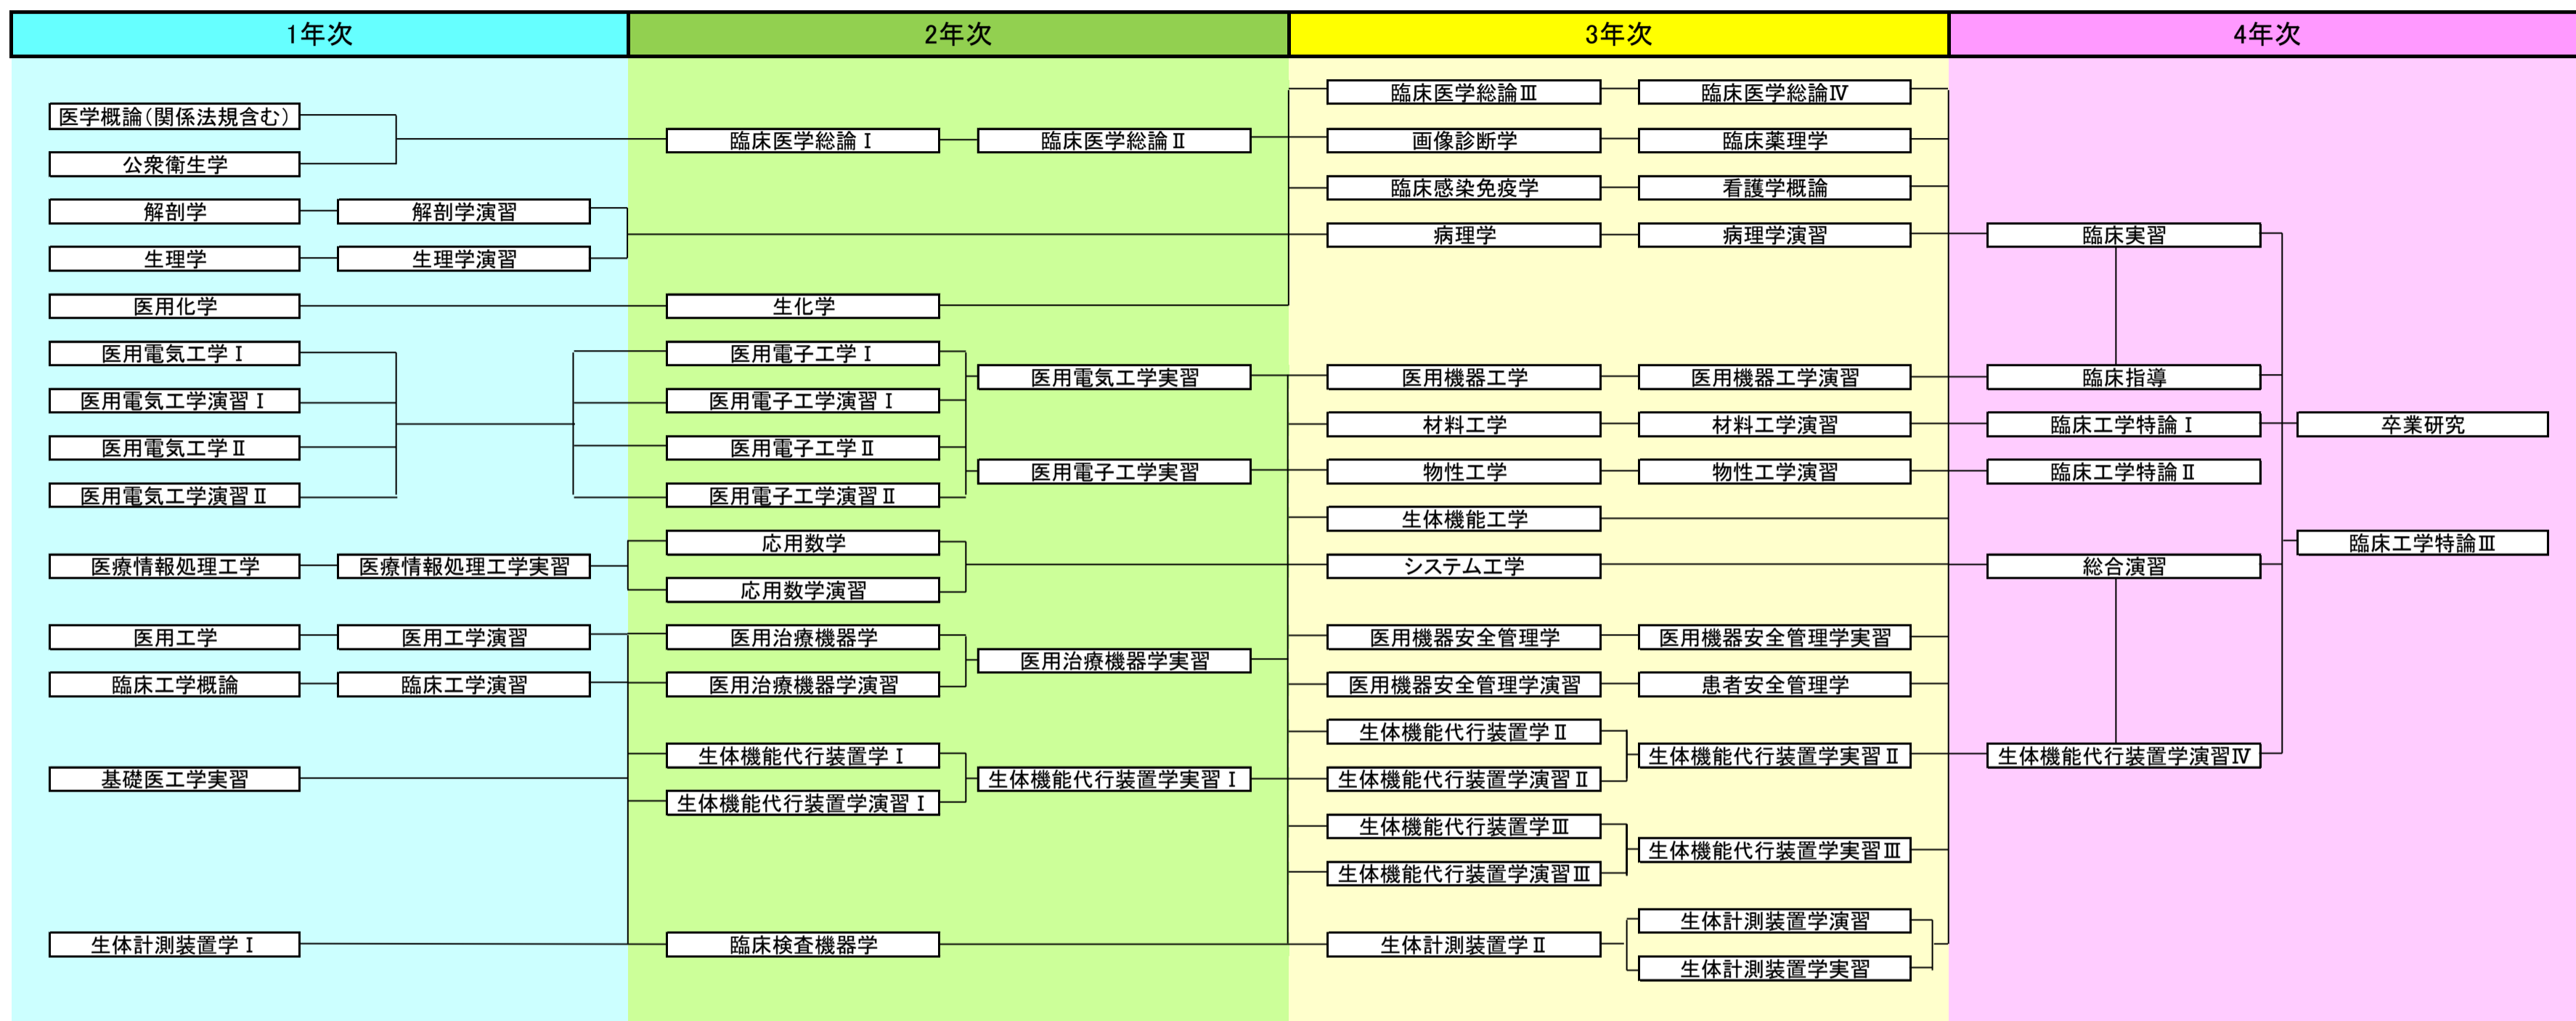 1年次
2年次
3年次
4年次
医学概論(関係法規含む)
公衆衛生学
解剖学
解剖学演習
生理学
生理学演習
医用化学
医用電気工学Ⅰ
医用電気工学演習Ⅰ
医用電気工学Ⅱ
医用電気工学演習Ⅱ
医療情報処理工学
医療情報処理工学実習
医用工学
医用工学演習
臨床工学概論
臨床工学演習
基礎医工学実習
生体計測装置学Ⅰ
臨床医学総論Ⅰ
臨床医学総論Ⅱ
生化学
医用電子工学Ⅰ
医用電子工学演習Ⅰ
医用電子工学Ⅱ
医用電子工学演習Ⅱ
医用電気工学実習
医用電子工学実習
応用数学
応用数学演習
医用治療機器学
医用治療機器学演習
医用治療機器学実習
生体機能代行装置学Ⅰ
生体機能代行装置学演習Ⅰ
生体機能代行装置学実習Ⅰ
臨床検査機器学
臨床医学総論Ⅲ
臨床医学総論Ⅳ
画像診断学
臨床薬理学
臨床感染免疫学
看護学概論
病理学
病理学演習
医用機器工学
医用機器工学演習
材料工学
材料工学演習
物性工学
物性工学演習
生体機能工学
システム工学
医用機器安全管理学
医用機器安全管理学実習
医用機器安全管理学演習
患者安全管理学
生体機能代行装置学Ⅱ
生体機能代行装置学演習Ⅱ
生体機能代行装置学実習Ⅱ
生体機能代行装置学Ⅲ
生体機能代行装置学演習Ⅲ
生体機能代行装置学実習Ⅲ
生体計測装置学Ⅱ
生体計測装置学演習
生体計測装置学実習
臨床実習
臨床指導
臨床工学特論Ⅰ
臨床工学特論Ⅱ
総合演習
生体機能代行装置学演習Ⅳ
卒業研究
臨床工学特論Ⅲ